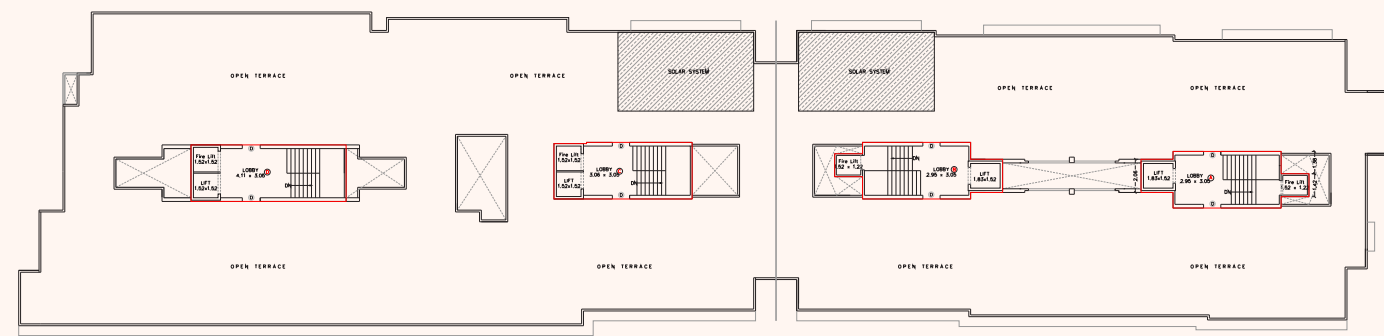 OPEN TERRACE
OPEN TERRACE
SOLAR SYSTEM
SOLAR SYSTEM
OPEN TERRACE
OPEN TERRACE
Fire Lift
1.52x1.52
LIFT
1.52x1.52
LOBBY
4.11 x 3.05
D
D
DN
Fire Lift
1.52x1.52
LIFT
1.52x1.52
LOBBY
3.06 x 3.05
D
D
DN
Fire Lift
.52 x 1.22
DN
LOBBY
2.95 x 3.05
D
D
LIFT
1.83x1.52
2.06
LIFT
1.83x1.52
LOBBY
2.95 x 3.05
D
D
DN
Fire Lift
.52 x 1.22
OPEN TERRACE
OPEN TERRACE
OPEN TERRACE
OPEN TERRACE